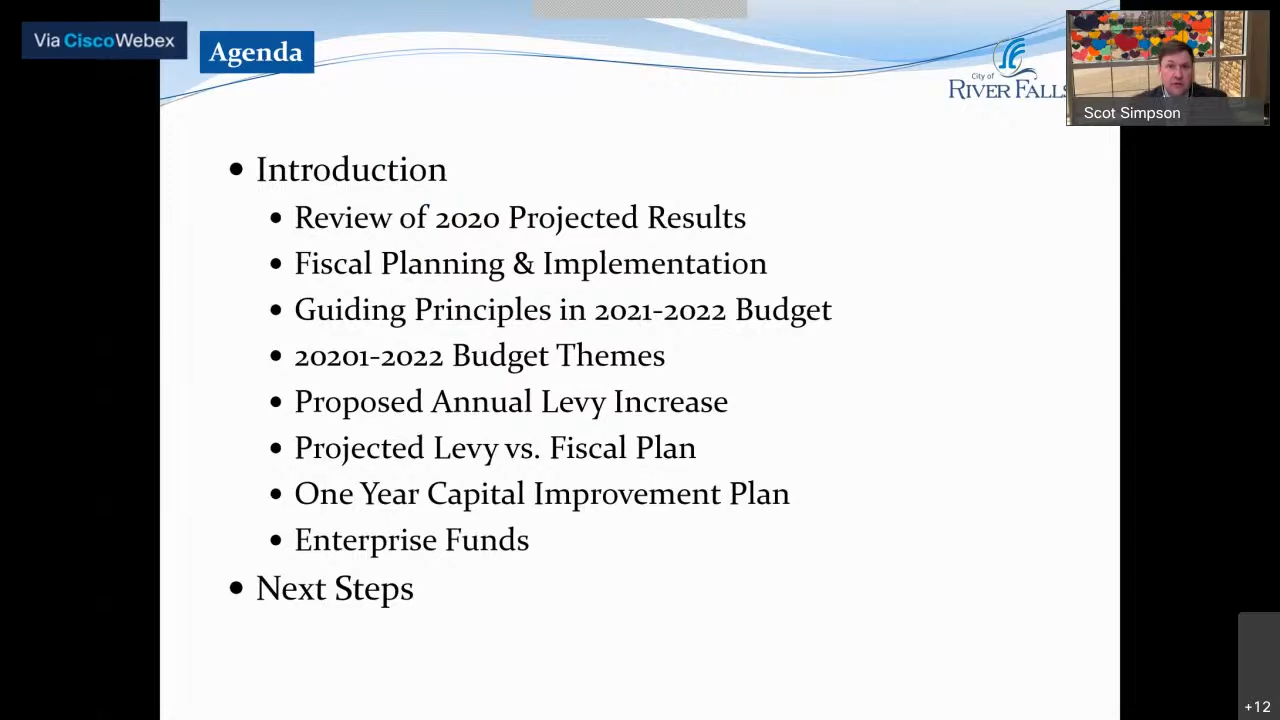 Via CiscoWebex
Agenda
City of
RIVER FALLS
Scot Simpson
• Introduction
• Review of 2020 Projected Results
• Fiscal Planning & Implementation
• Guiding Principles in 2021-2022 Budget
• 20201-2022 Budget Themes
• Proposed Annual Levy Increase
• Projected Levy vs. Fiscal Plan
• One Year Capital Improvement Plan
• Enterprise Funds
• Next Steps
+12